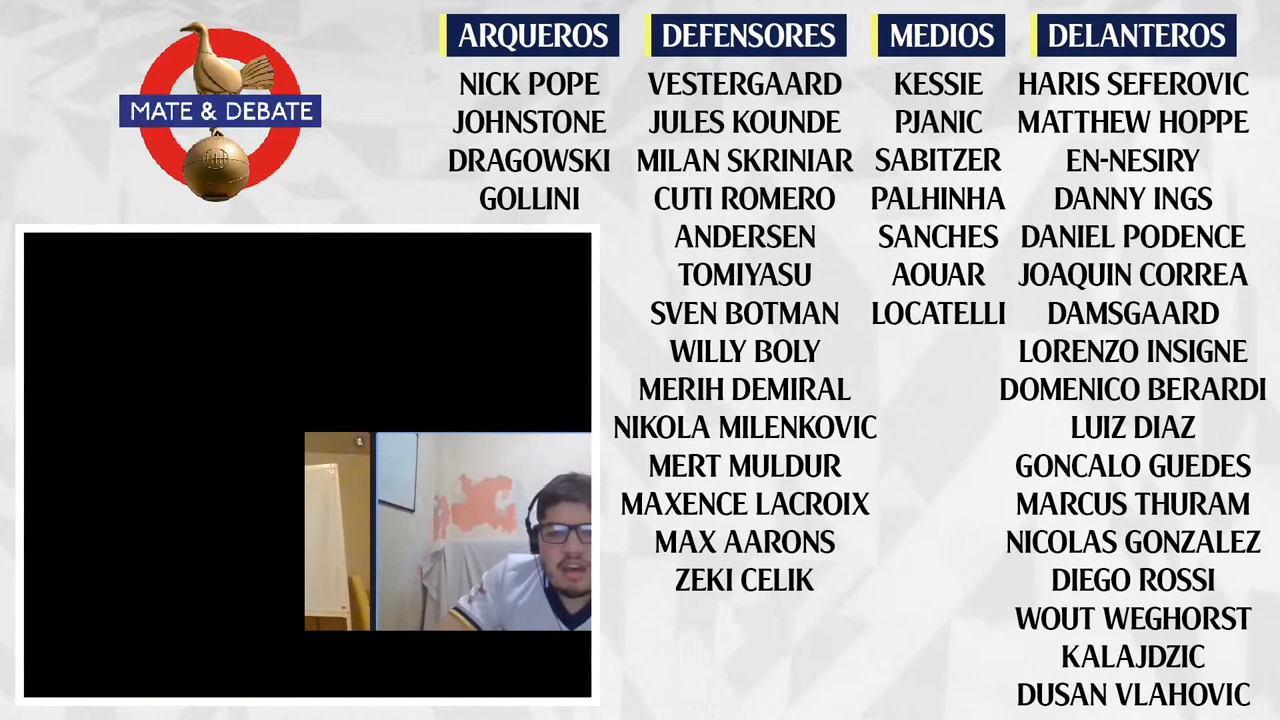 MATE & DEBATE
ARQUEROS
NICK POPE
JOHNSTONE
DRAGOWSKI
GOLLINI
DEFENSORES
VESTERGAARD
JULES KOUNDE
MILAN SKRINIAR
CUTI ROMERO
ANDERSEN
TOMIYASU
SVEN BOTMAN
WILLY BOLY
MERIH DEMIRAL
NIKOLA MILENKOVIC
MERT MULDUR
MAXENCE LACROIX
MAX AARONS
ZEKI CELIK
MEDIOS
KESSIE
PJANIC
SABITZER
PALHINHA
SANCHES
AOUAR
LOCATELLI
DELANTEROS
HARIS SEFEROVIC
MATTHEW HOPPE
EN-NESIRY
DANNY INGS
DANIEL PODENCE
JOAQUIN CORREA
DAMSGAARD
LORENZO INSIGNE
DOMENICO BERARDI
LUIZ DIAZ
GONCALO GUEDES
MARCUS THURAM
NICOLAS GONZALEZ
DIEGO ROSSI
WOUT WEGHORST
KALAJDZIC
DUSAN VLAHOVIC